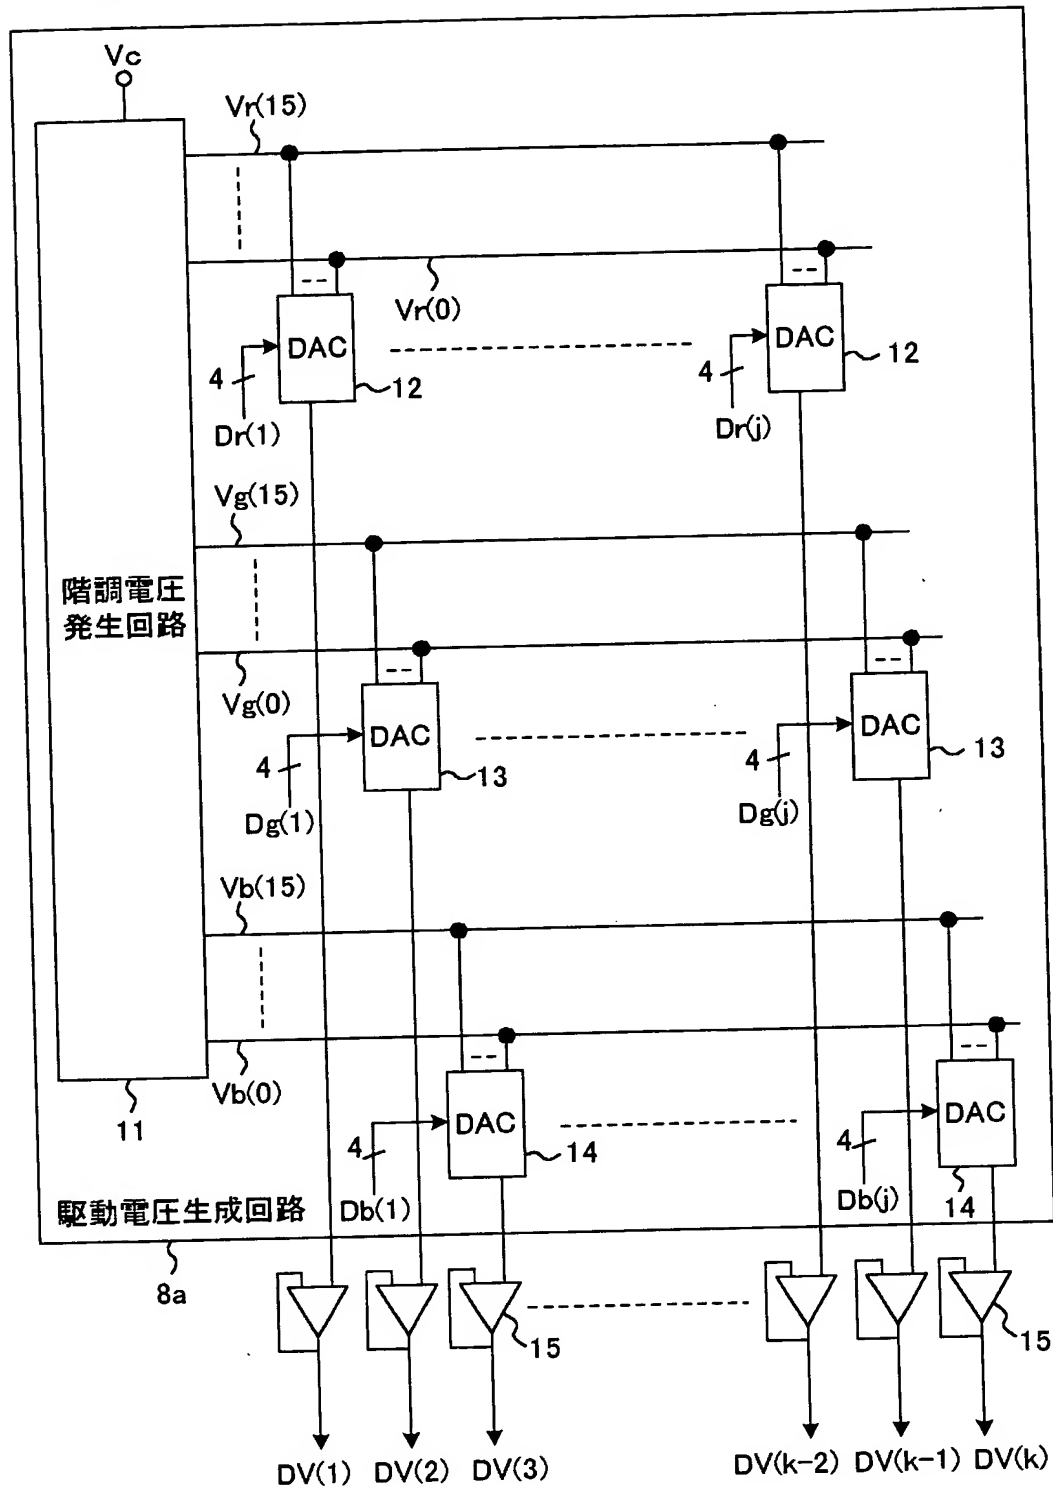 Vc
Vr(15)
Vr(0)
DAC
12
4
Dr(1)
DAC
12
4
Dr(j)
Vg(15)
階調電圧
発生回路
Vg(0)
DAC
13
4
Dg(1)
DAC
13
4
Dg(j)
Vb(15)
Vb(0)
11
DAC
14
4
Db(1)
DAC
14
4
Db(j)
駆動電圧生成回路
8a
15
15
DV(1)
DV(2)
DV(3)
DV(k-2)
DV(k-1)
DV(k)